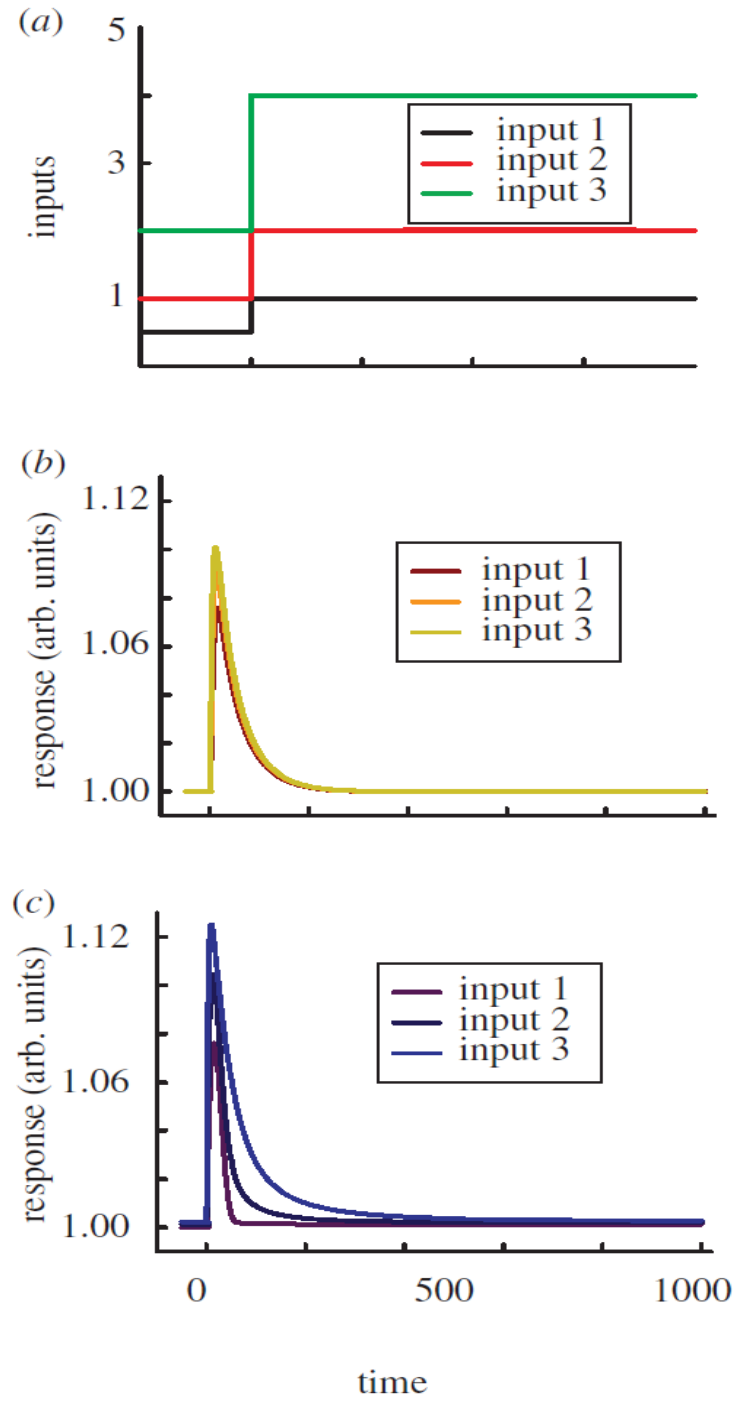 (a)
5
3
1
inputs
input 1
input 2
input 3
(b)
1.12
1.06
1.00
response (arb. units)
input 1
input 2
input 3
(c)
1.12
1.06
1.00
response (arb. units)
input 1
input 2
input 3
0 500 1000
time